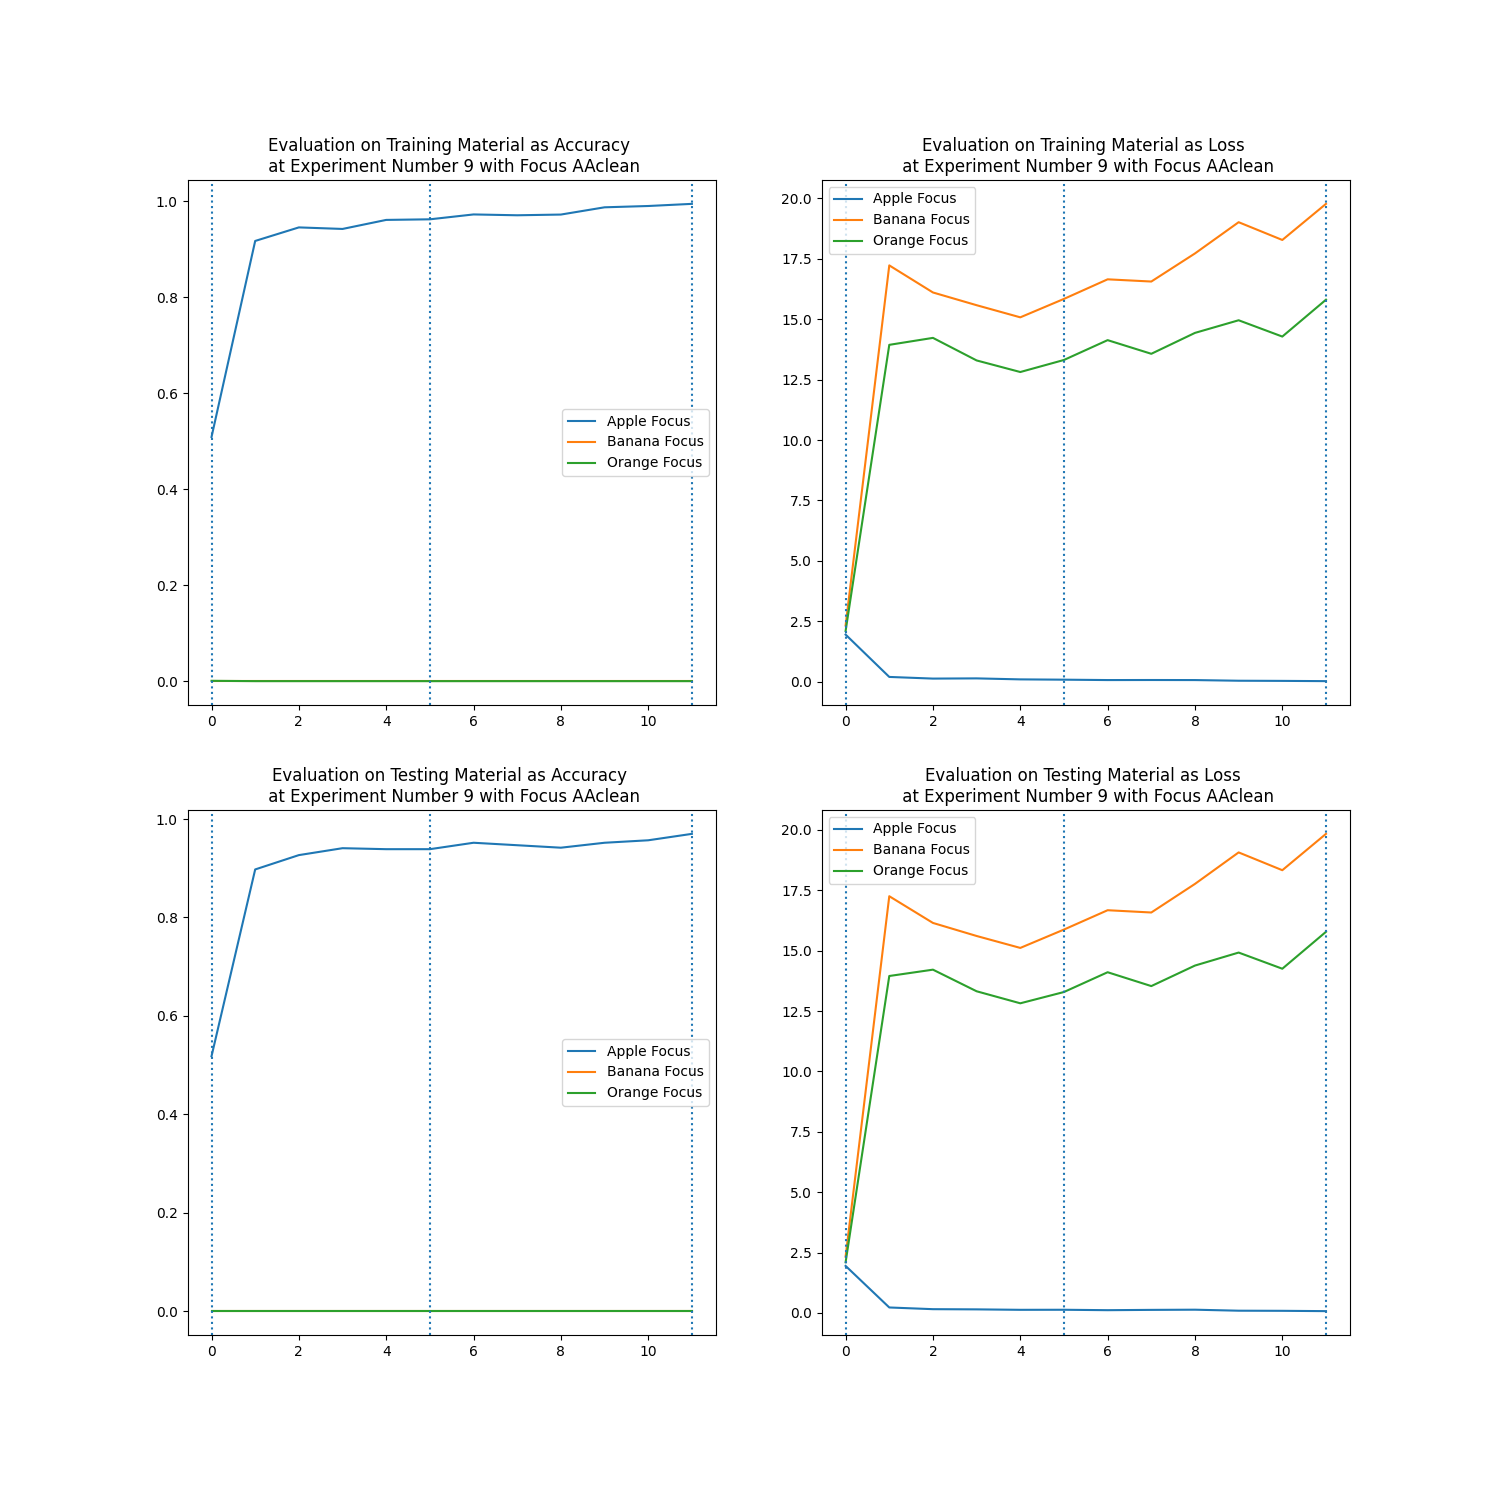 Evaluation on Training Material as Accuracy
at Experiment Number 9 with Focus AAclean
1.0
0.8
0.6
0.4
0.2
0.0
Apple Focus
Banana Focus
Orange Focus
0 2 4 6 8 10
Evaluation on Training Material as Loss
at Experiment Number 9 with Focus AAclean
20.0
17.5
15.0
12.5
10.0
7.5
5.0
2.5
0.0
Apple Focus
Banana Focus
Orange Focus
0 2 4 6 8 10
Evaluation on Testing Material as Accuracy
at Experiment Number 9 with Focus AAclean
1.0
0.8
0.6
0.4
0.2
0.0
Apple Focus
Banana Focus
Orange Focus
0 2 4 6 8 10
Evaluation on Testing Material as Loss
at Experiment Number 9 with Focus AAclean
20.0
17.5
15.0
12.5
10.0
7.5
5.0
2.5
0.0
Apple Focus
Banana Focus
Orange Focus
0 2 4 6 8 10